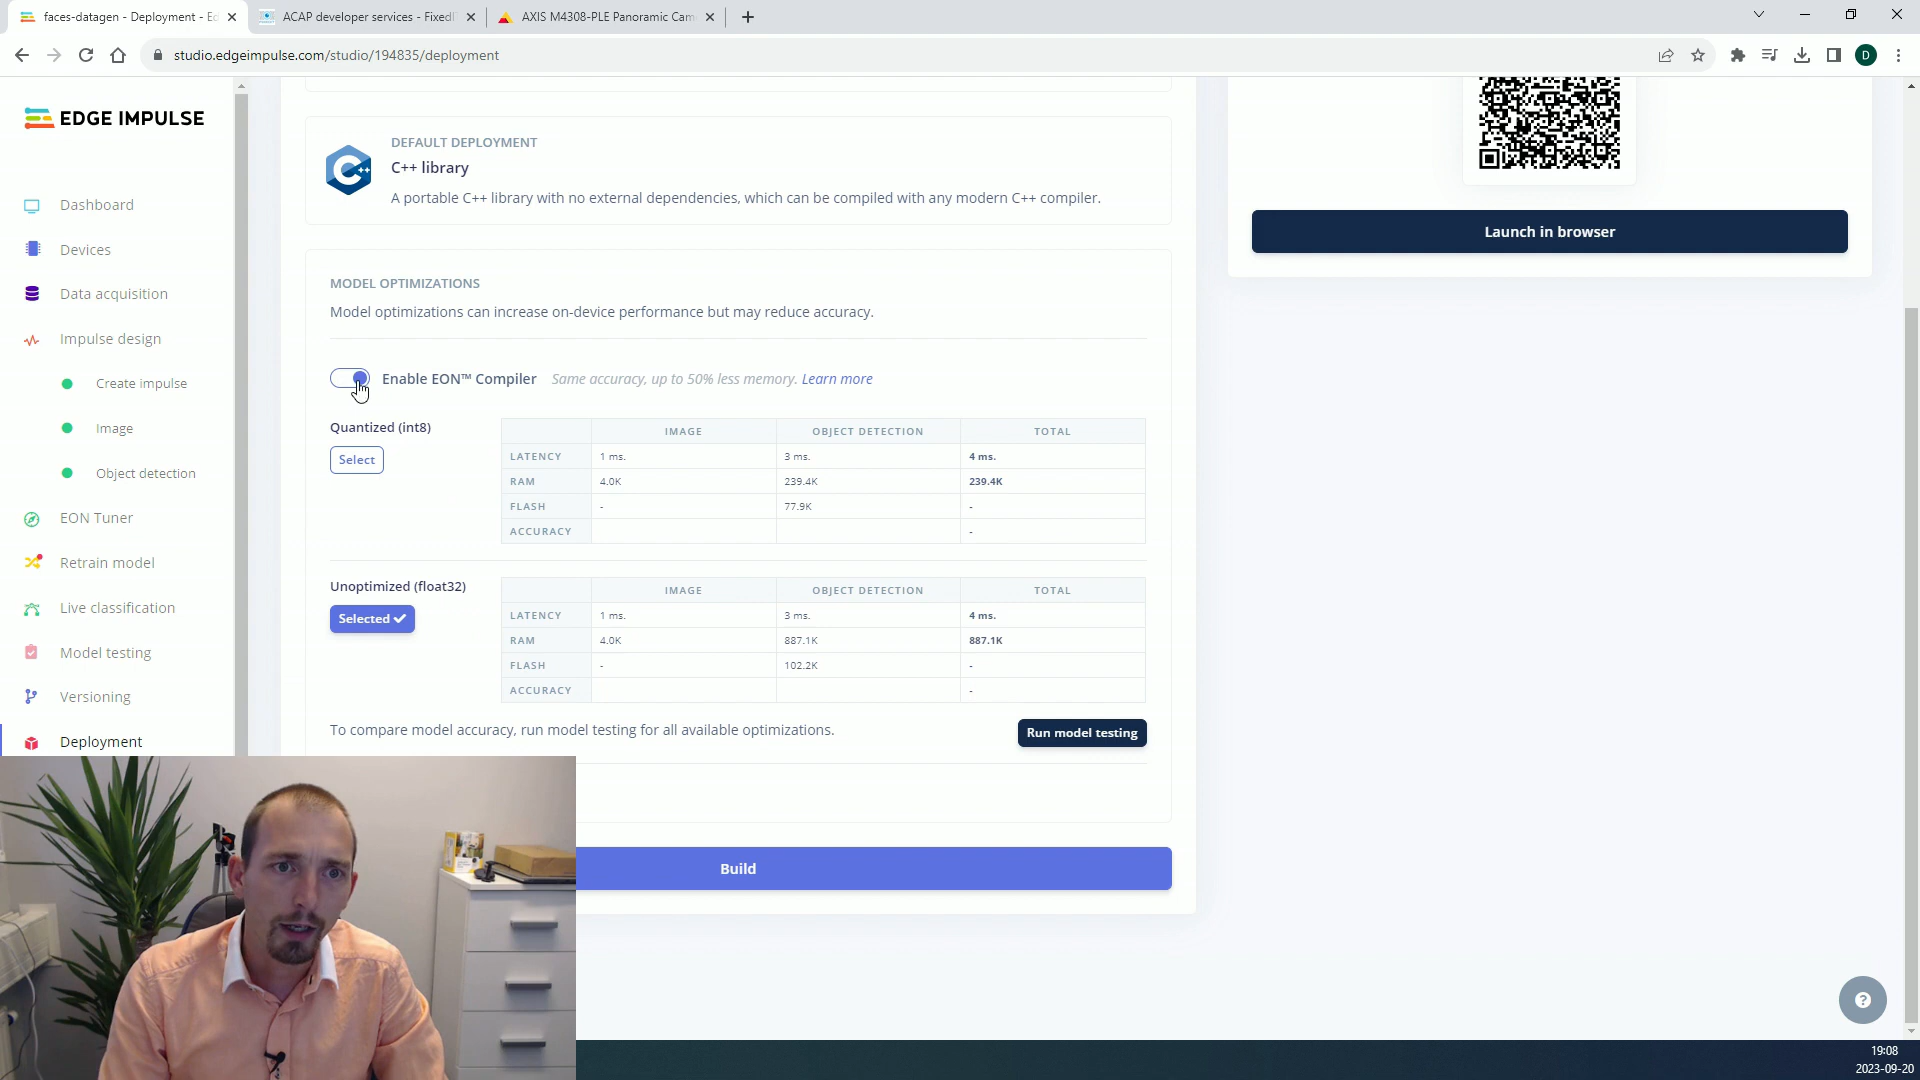 faces-datagen - Deployment - Ed
ACAP developer services - FixedIT
AXIS M4308-PLE Panoramic Cam
studio.edgeimpulse.com/studio/194835/deployment
D
EDGE IMPULSE
Dashboard
Devices
Data acquisition
Impulse design
Create impulse
Image
Object detection
EON Tuner
Retrain model
Live classification
Model testing
Versioning
Deployment
C++
DEFAULT DEPLOYMENT
C++ library
A portable C++ library with no external dependencies, which can be compiled with any modern C++ compiler.
MODEL OPTIMIZATIONS
Model optimizations can increase on-device performance but may reduce accuracy.
Enable EON™ Compiler Same accuracy, up to 50% less memory. Learn more
Quantized (int8)
Select
IMAGE OBJECT DETECTION TOTAL
LATENCY 1 ms. 3 ms. 4 ms.
RAM 4.0K 239.4K 239.4K
FLASH - 77.9K -
ACCURACY -
Unoptimized (float32)
Selected ✔
IMAGE OBJECT DETECTION TOTAL
LATENCY 1 ms. 3 ms. 4 ms.
RAM 4.0K 887.1K 887.1K
FLASH - 102.2K -
ACCURACY -
To compare model accuracy, run model testing for all available optimizations.
Run model testing
Build
Launch in browser
?
19:08
2023-09-20